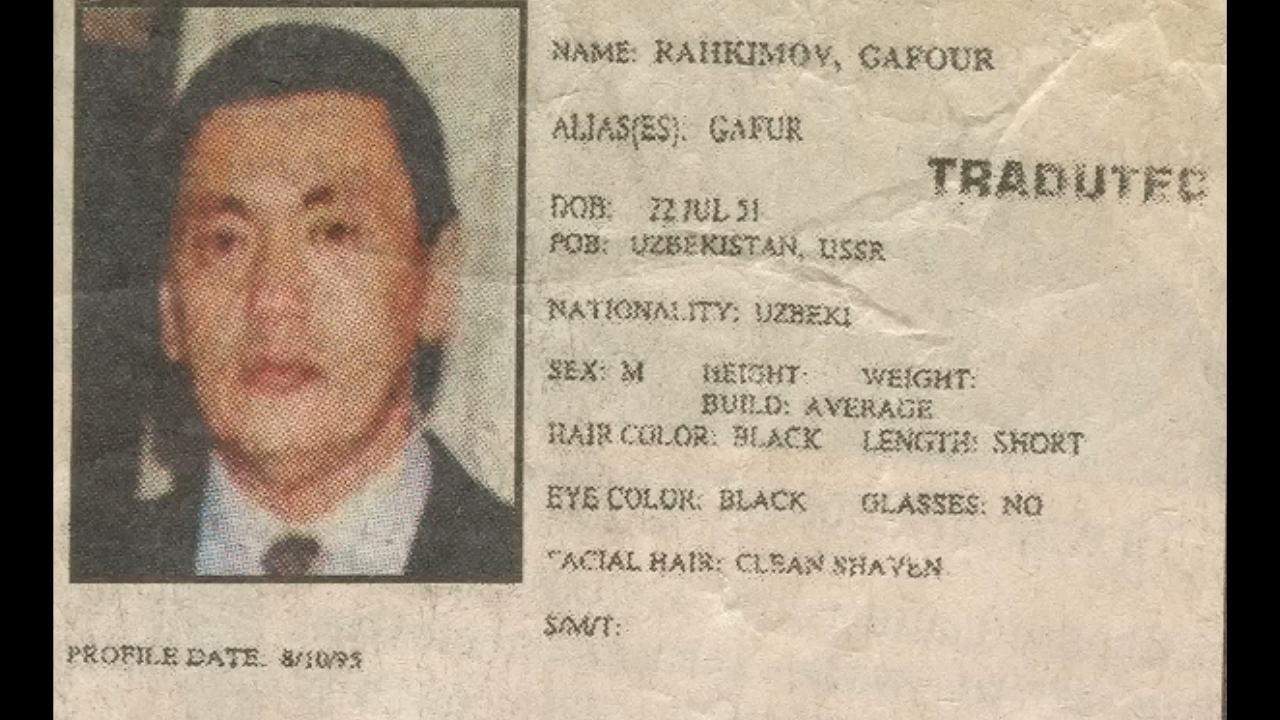 NAME: RAHKIMOV, GAFOUR
ALIAS(ES): GAFUR
TRADUTEC
DOB: 22 JUL 51
POB: UZBEKISTAN, USSR
NATIONALITY: UZBEKI
SEX: M HEIGHT: WEIGHT:
BUILD: AVERAGE
HAIR COLOR: BLACK LENGTH: SHORT
EYE COLOR: BLACK GLASSES: NO
FACIAL HAIR: CLEAN SHAVEN
S/M/T:
PROFILE DATE: 8/10/95